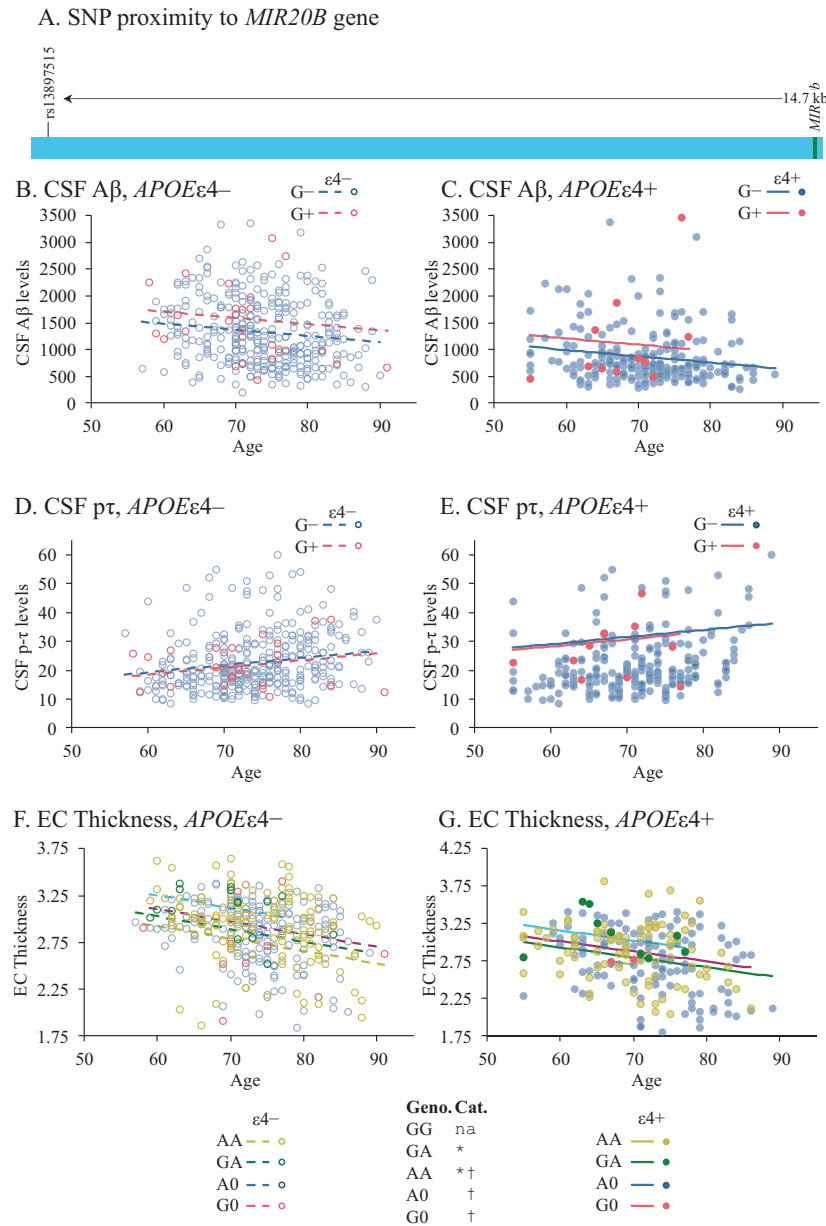 A. SNP proximity to MIR20B gene
rs13897515
14.7 kb
B. CSF Aβ, APOEε4−
ε4−
G−
G+
CSF Aβ levels
3500
3000
2500
2000
1500
1000
500
0
50 60 70 80 90
Age
C. CSF Aβ, APOEε4+
ε4+
G−
G+
CSF Aβ levels
3500
3000
2500
2000
1500
1000
500
0
50 60 70 80 90
Age
D. CSF pτ, APOEε4−
ε4−
G−
G+
CSF p-τ levels
60
50
40
30
20
10
0
50 60 70 80 90
Age
E. CSF pτ, APOEε4+
ε4+
G−
G+
CSF p-τ levels
60
50
40
30
20
10
0
50 60 70 80 90
Age
F. EC Thickness, APOEε4−
EC Thickness
3.75
3.25
2.75
2.25
1.75
50 60 70 80 90
Age
G. EC Thickness, APOEε4+
EC Thickness
4.25
3.75
3.25
2.75
2.25
1.75
50 60 70 80 90
Age
ε4−
AA
GA
A0
G0
Geno. Cat.
GG na
GA *
AA *†
A0 †
G0 †
ε4+
AA
GA
A0
G0